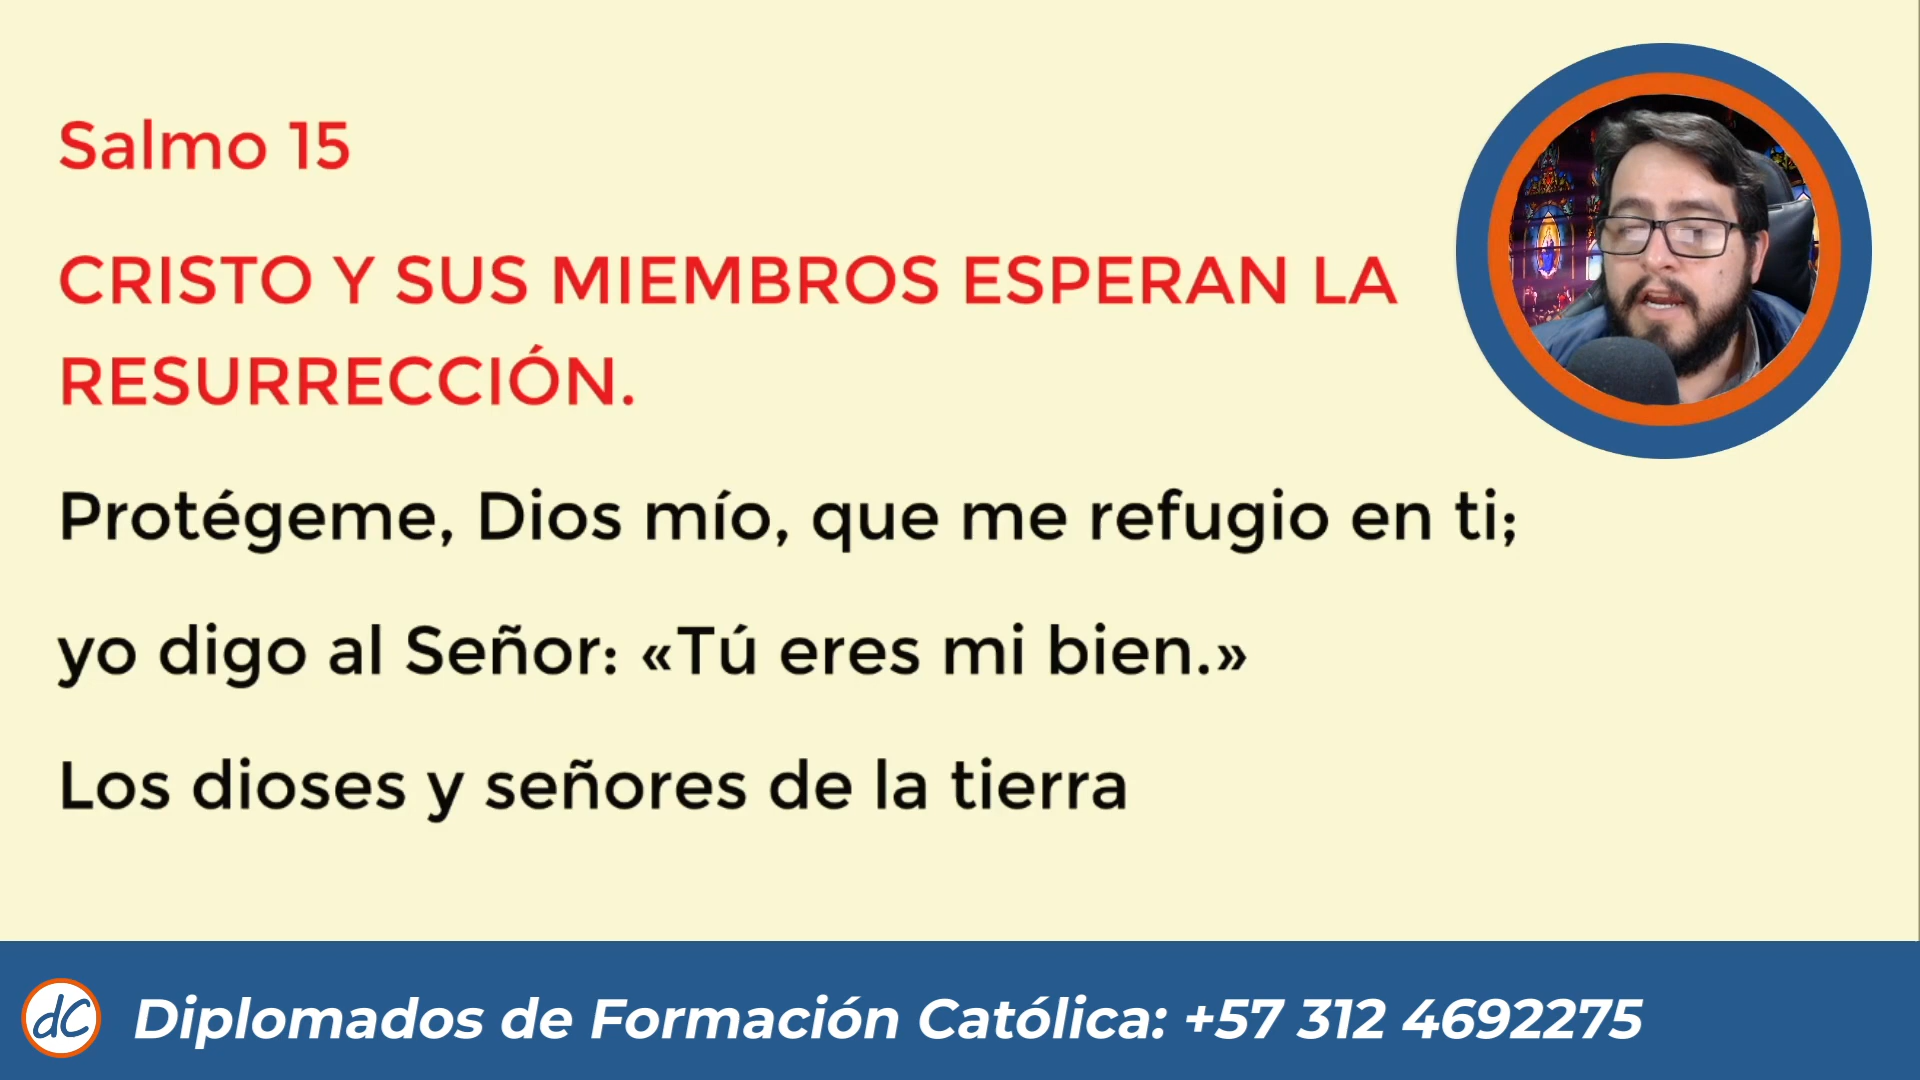 Salmo 15
CRISTO Y SUS MIEMBROS ESPERAN LA
RESURRECCIÓN.
Protégeme, Dios mío, que me refugio en ti;
yo digo al Señor: «Tú eres mi bien.»
Los dioses y señores de la tierra
dC Diplomados de Formación Católica: +57 312 4692275